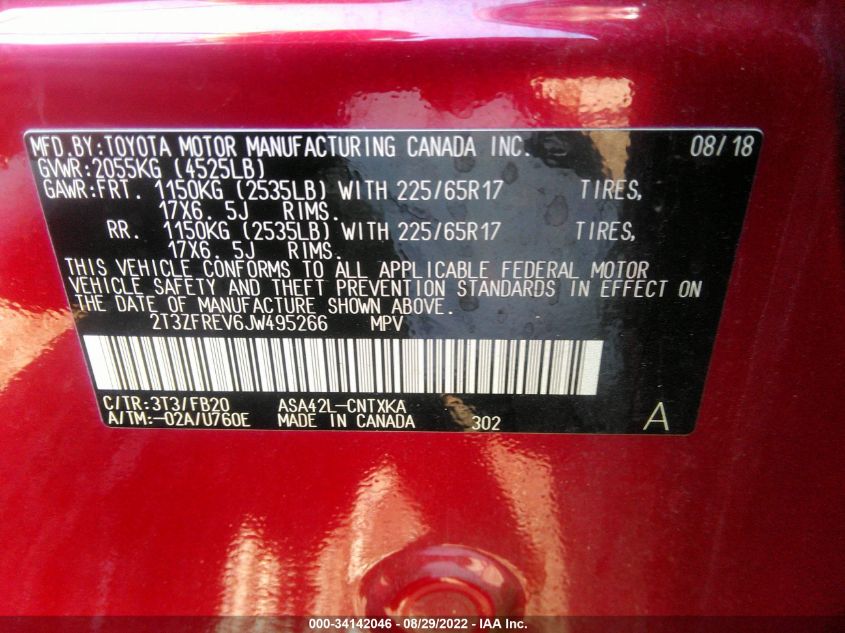 MFD.BY:TOYOTA MOTOR MANUFACTURING CANADA INC. 08/18
GVWR:2055KG (4525LB)
GAWR:FRT. 1150KG (2535LB) WITH 225/65R17 TIRES,
17X6. 5J RIMS.
RR. 1150KG (2535LB) WITH 225/65R17 TIRES,
17X6. 5J RIMS.
THIS VEHICLE CONFORMS TO ALL APPLICABLE FEDERAL MOTOR
VEHICLE SAFETY AND THEFT PREVENTION STANDARDS IN EFFECT ON
THE DATE OF MANUFACTURE SHOWN ABOVE.
2T3ZFREV6JW495266 MPV
C/TR:3T3/FB20 ASA42L-CNTXKA
A/TM:-02A/U760E MADE IN CANADA 302 A
000-34142046 - 08/29/2022 - IAA Inc.